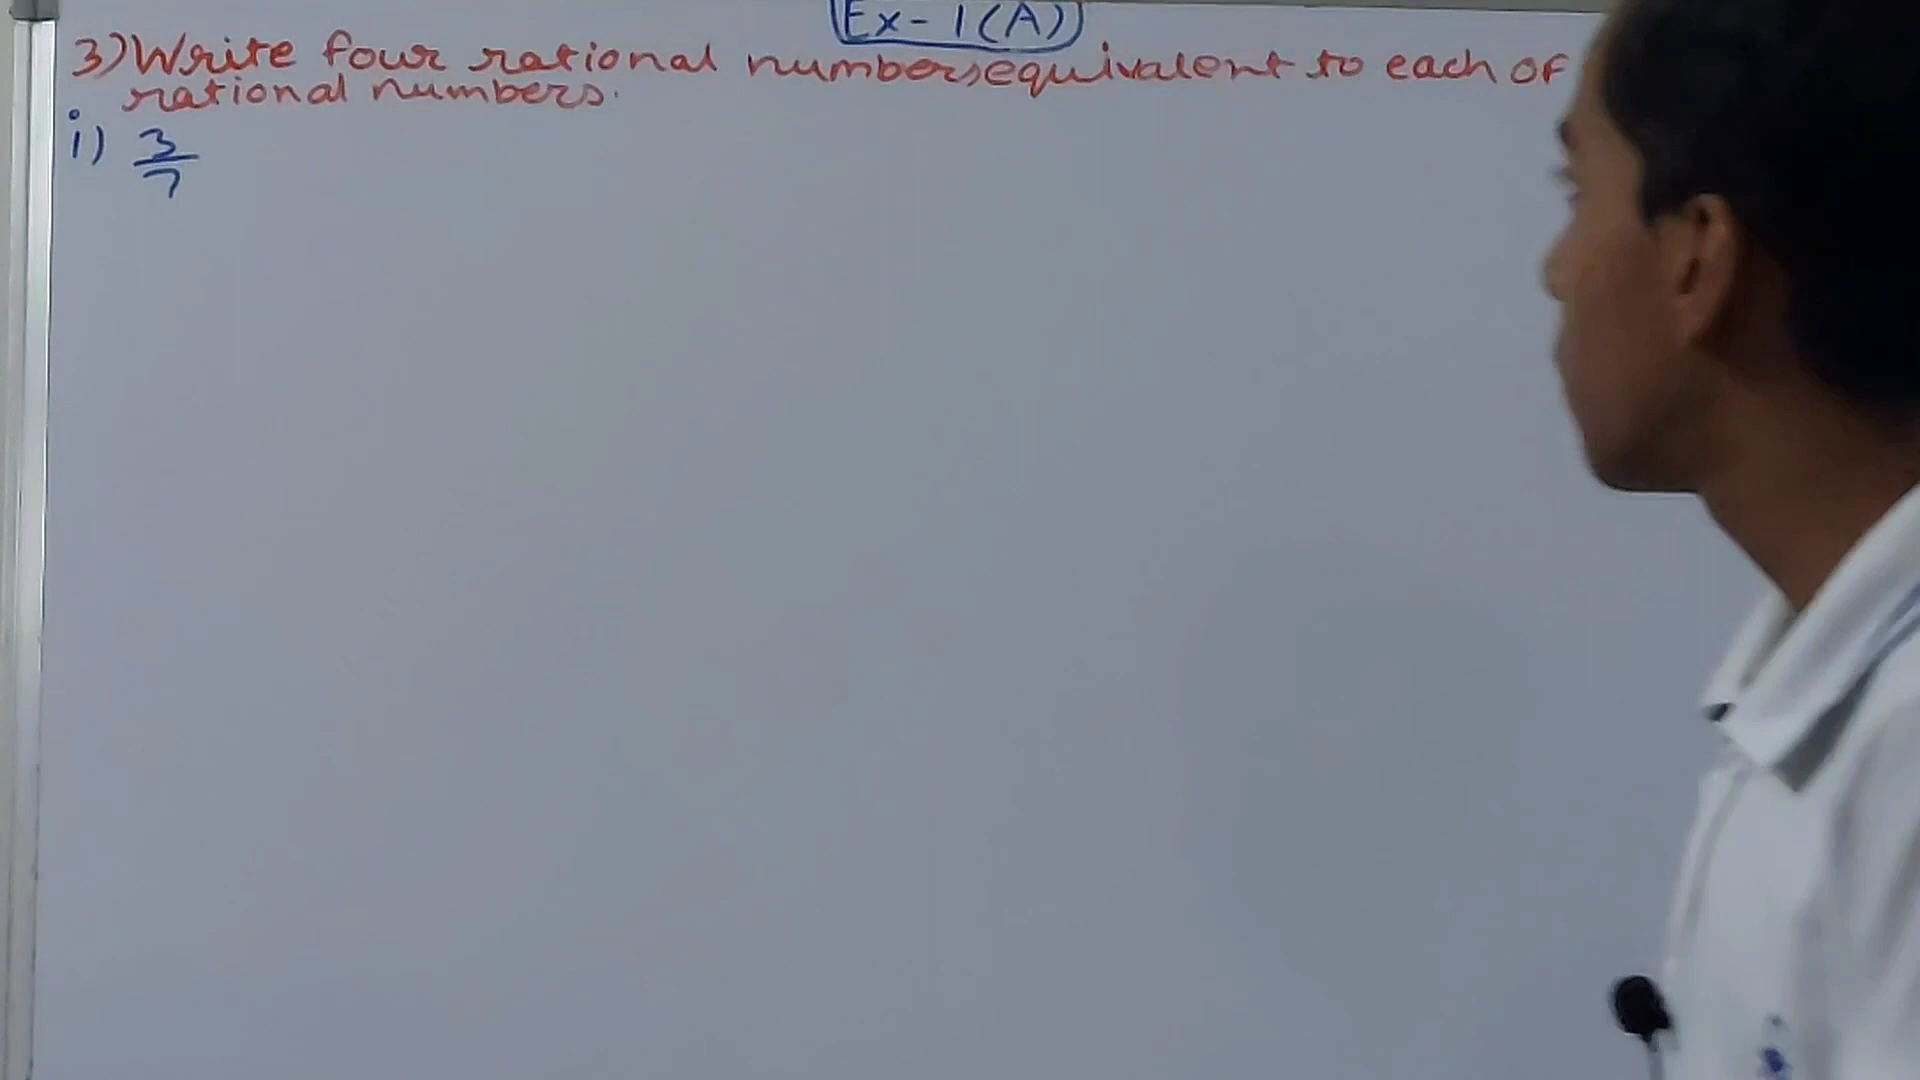 Ex-1(A)
3) Write four rational numbers, equivalent to each of
rational numbers.
i) 3/7